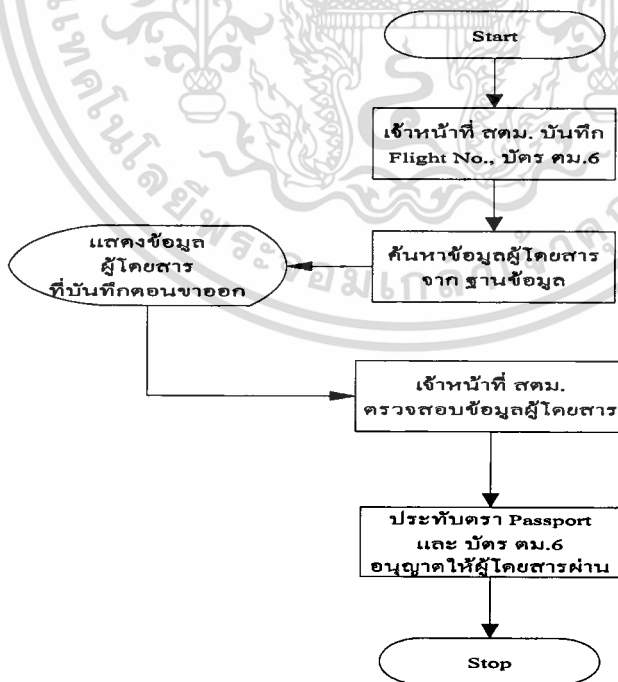 Start
เจ้าหน้าที่ สตม. บันทึก
Flight No., บัตร ตม.6
ค้นหาข้อมูลผู้โดยสาร
จาก ฐานข้อมูล
แสดงข้อมูล
ผู้โดยสาร
ที่บันทึกตอนขาออก
เจ้าหน้าที่ สตม.
ตรวจสอบข้อมูลผู้โดยสาร
ประทับตรา Passport
และ บัตร ตม.6
อนุญาตให้ผู้โดยสารผ่าน
Stop